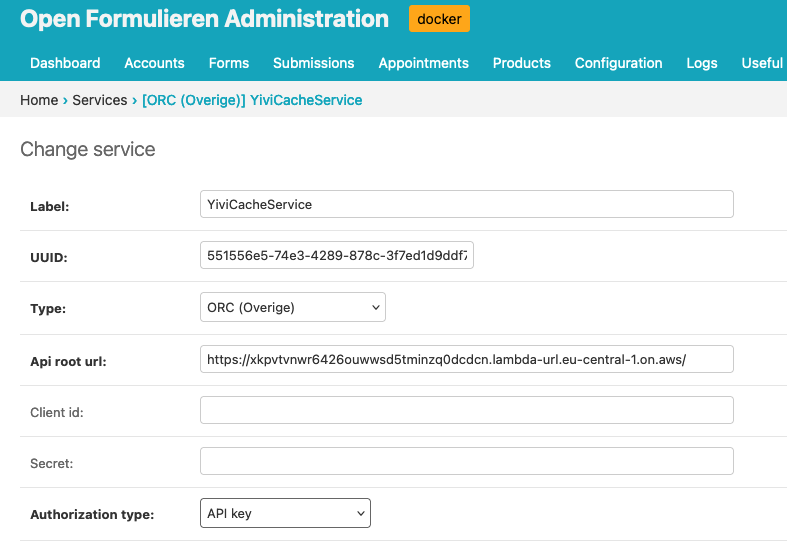 Open Formulieren Administration docker
Dashboard Accounts Forms Submissions Appointments Products Configuration Logs Useful
Home › Services › [ORC (Overige)] YiviCacheService
Change service
Label: YiviCacheService
UUID: 551556e5-74e3-4289-878c-3f7ed1d9ddf7
Type: ORC (Overige)
Api root url: https://xkpvtvnwr6426ouwwsd5tminzq0dcdcn.lambda-url.eu-central-1.on.aws/
Client id:
Secret:
Authorization type: API key